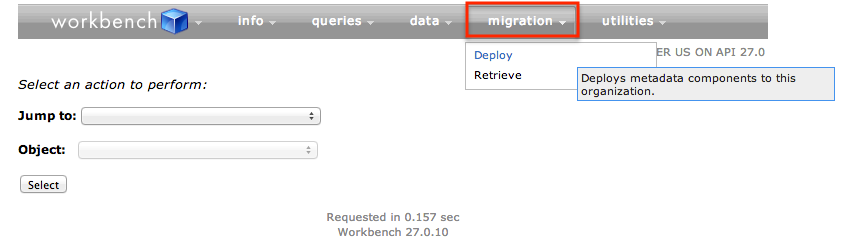 workbench info queries data migration utilities
Deploy
ER US ON API 27.0
Retrieve
Deploys metadata components to this
organization.
Select an action to perform:
Jump to:
Object:
Select
Requested in 0.157 sec
Workbench 27.0.10